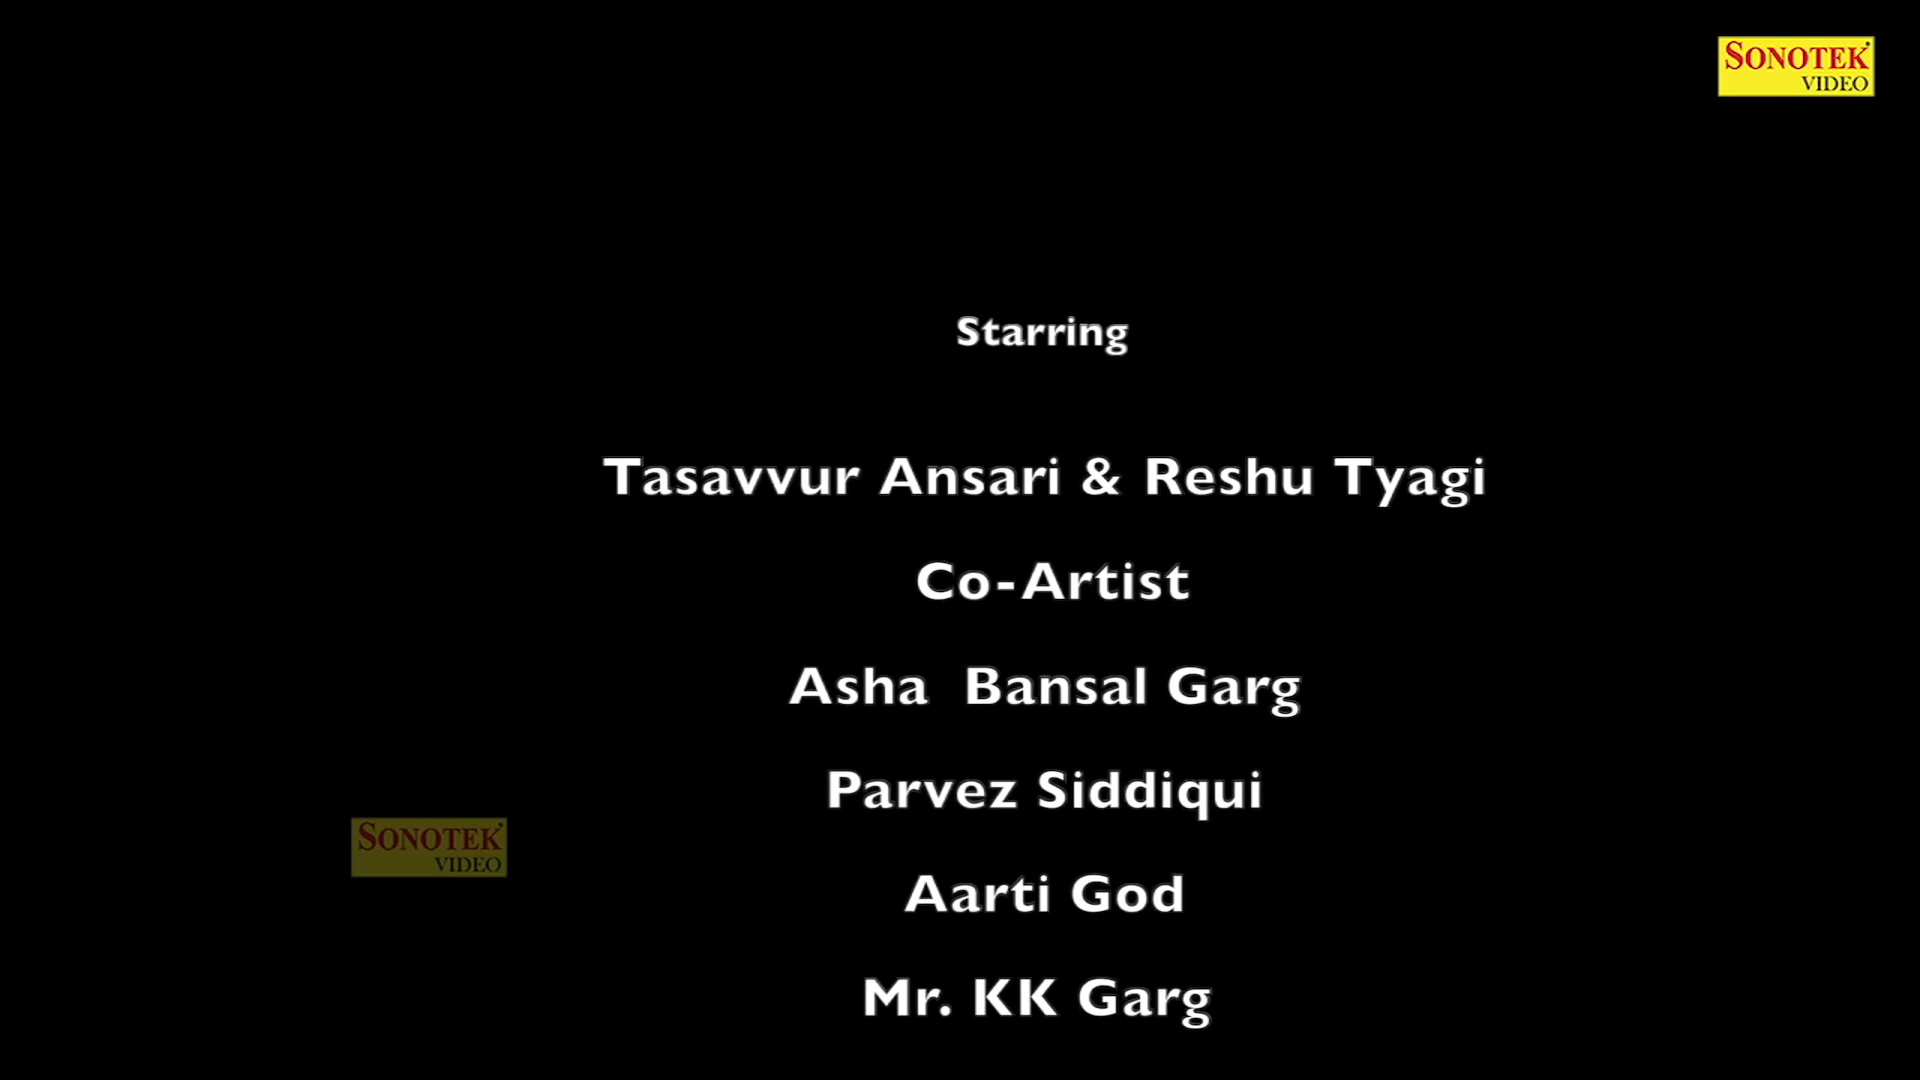 SONOTEK
VIDEO
Starring
Tasavvur Ansari & Reshu Tyagi
Co-Artist
Asha Bansal Garg
Parvez Siddiqui
SONOTEK
VIDEO
Aarti God
Mr. KK Garg